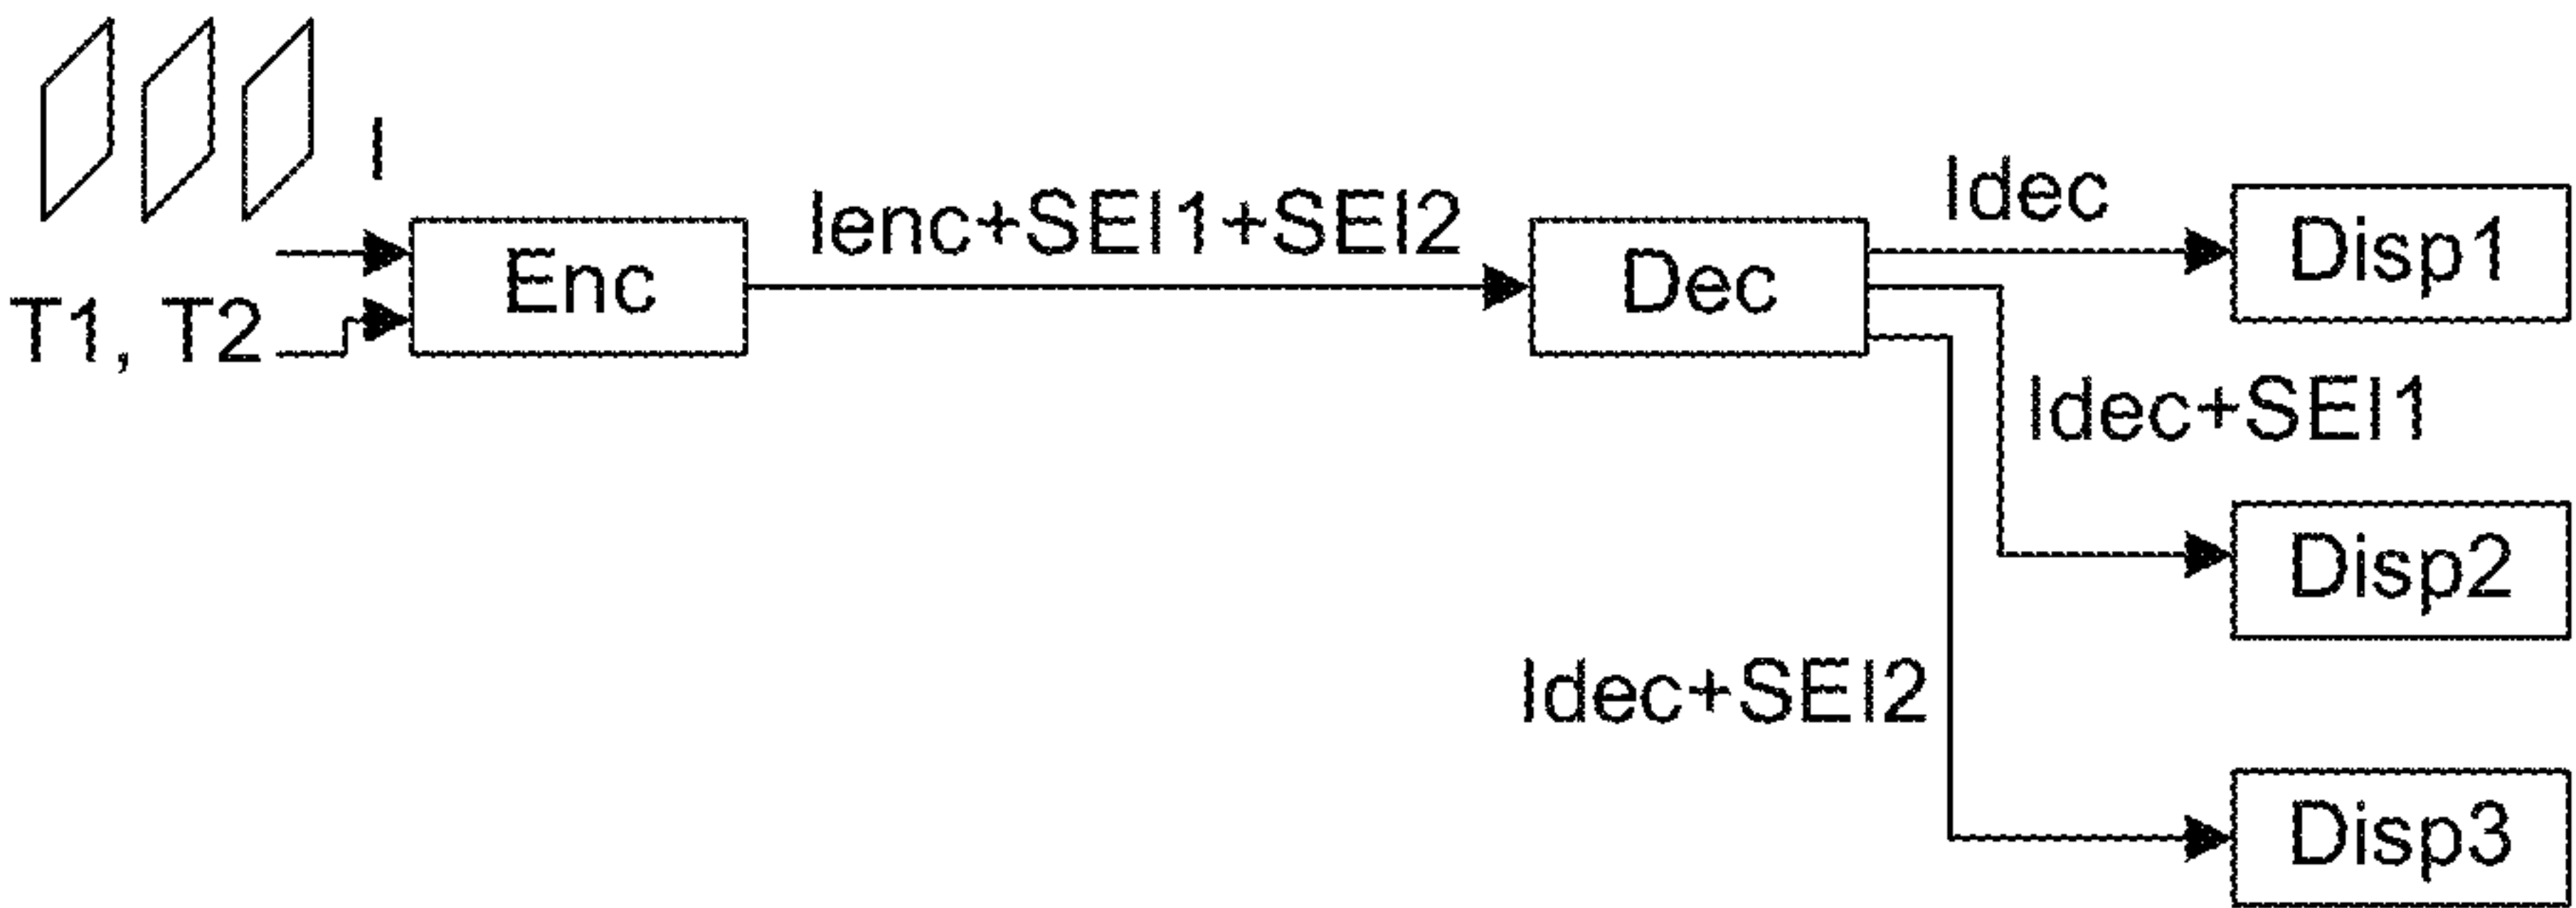 I
T1, T2
Enc
Ienc+SEI1+SEI2
Dec
Idec
Disp1
Idec+SEI1
Disp2
Idec+SEI2
Disp3